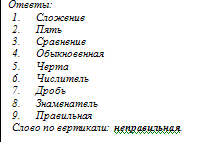 Ответы:
1. Сложение
2. Пять
3. Сравнение
4. Обыкновенная
5. Черта
6. Числитель
7. Дробь
8. Знаменатель
9. Правильная
Слово по вертикали: неправильная